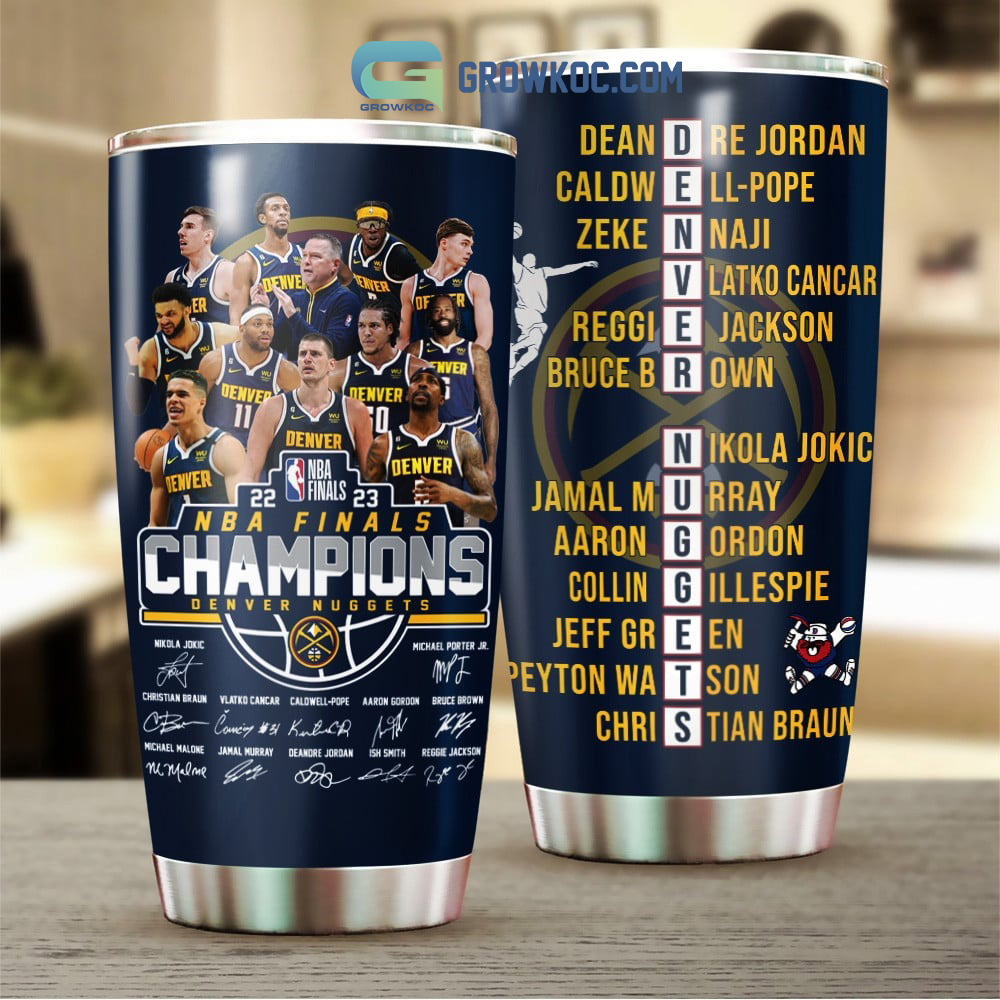 GROWKOC
GROWKOC.COM
DENVER
DENVER
DENVER
DENVER
DENVER
DENVER
11
DENVER
50
DENVER
DENVER
DENVER
22
NBA
FINALS
23
NBA FINALS
CHAMPIONS
DENVER NUGGETS
NIKOLA JOKIC
MICHAEL PORTER JR.
CHRISTIAN BRAUN VLATKO CANCAR CALDWELL-POPE AARON GORDON BRUCE BROWN
MICHAEL MALONE JAMAL MURRAY DEANDRE JORDAN ISH SMITH REGGIE JACKSON
DEANDRE JORDAN
CALDWELL-POPE
ZEKE NNAJI
VLATKO CANCAR
REGGIE JACKSON
BRUCE BROWN
NIKOLA JOKIC
JAMAL MURRAY
AARON GORDON
COLLIN GILLESPIE
JEFF GREEN
PEYTON WATSON
CHRISTIAN BRAUN